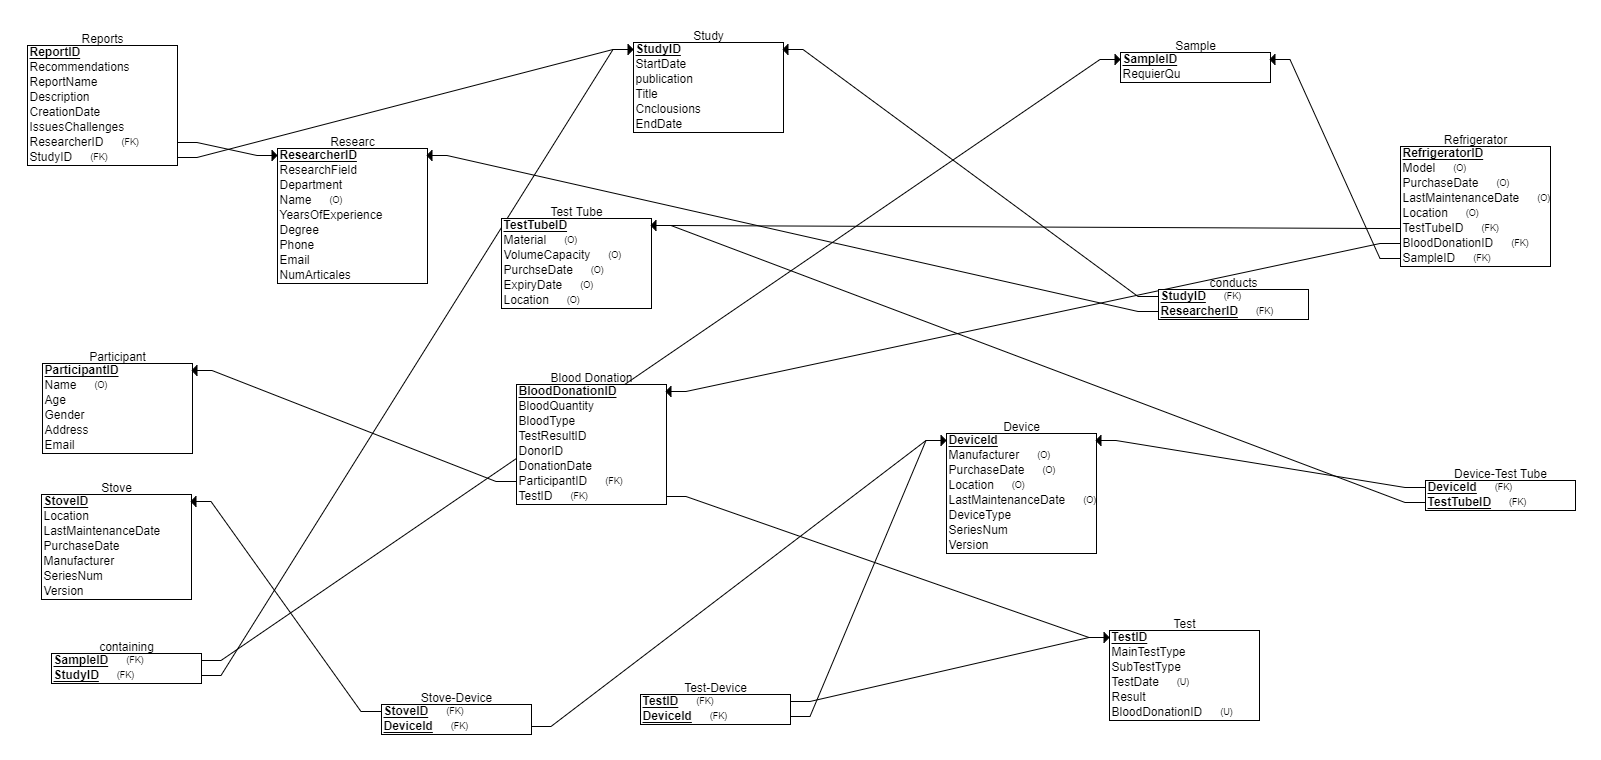 Reports
ReportID
Recommendations
ReportName
Description
CreationDate
IssuesChallenges
ResearcherID (FK)
StudyID (FK)
Researc
ResearcherID
ResearchField
Department
Name (O)
YearsOfExperience
Degree
Phone
Email
NumArticales
Study
StudyID
StartDate
publication
Title
Cnclousions
EndDate
Sample
SampleID
RequierQu
Refrigerator
RefrigeratorID
Model (O)
PurchaseDate (O)
LastMaintenanceDate (O)
Location (O)
TestTubeID (FK)
BloodDonationID (FK)
SampleID (FK)
Test Tube
TestTubeID
Material (O)
VolumeCapacity (O)
PurchseDate (O)
ExpiryDate (O)
Location (O)
conducts
StudyID (FK)
ResearcherID (FK)
Participant
ParticipantID
Name (O)
Age
Gender
Address
Email
Blood Donation
BloodDonationID
BloodQuantity
BloodType
TestResultID
DonorID
DonationDate
ParticipantID (FK)
TestID (FK)
Device
DeviceId
Manufacturer (O)
PurchaseDate (O)
Location (O)
LastMaintenanceDate (O)
DeviceType
SeriesNum
Version
Device-Test Tube
DeviceId (FK)
TestTubeID (FK)
Stove
StoveID
Location
LastMaintenanceDate
PurchaseDate
Manufacturer
SeriesNum
Version
containing
SampleID (FK)
StudyID (FK)
Stove-Device
StoveID (FK)
DeviceId (FK)
Test-Device
TestID (FK)
DeviceId (FK)
Test
TestID
MainTestType
SubTestType
TestDate (U)
Result
BloodDonationID (U)